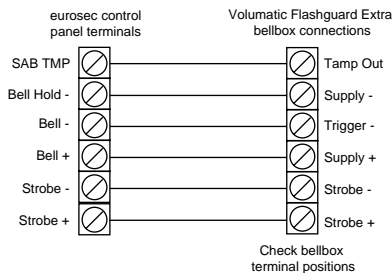 eurosec control
panel terminals
Volumatic Flashguard Extra
bellbox connections
SAB TMP
Tamp Out
Bell Hold -
Supply -
Bell -
Trigger -
Bell +
Supply +
Strobe -
Strobe -
Strobe +
Strobe +
Check bellbox
terminal positions